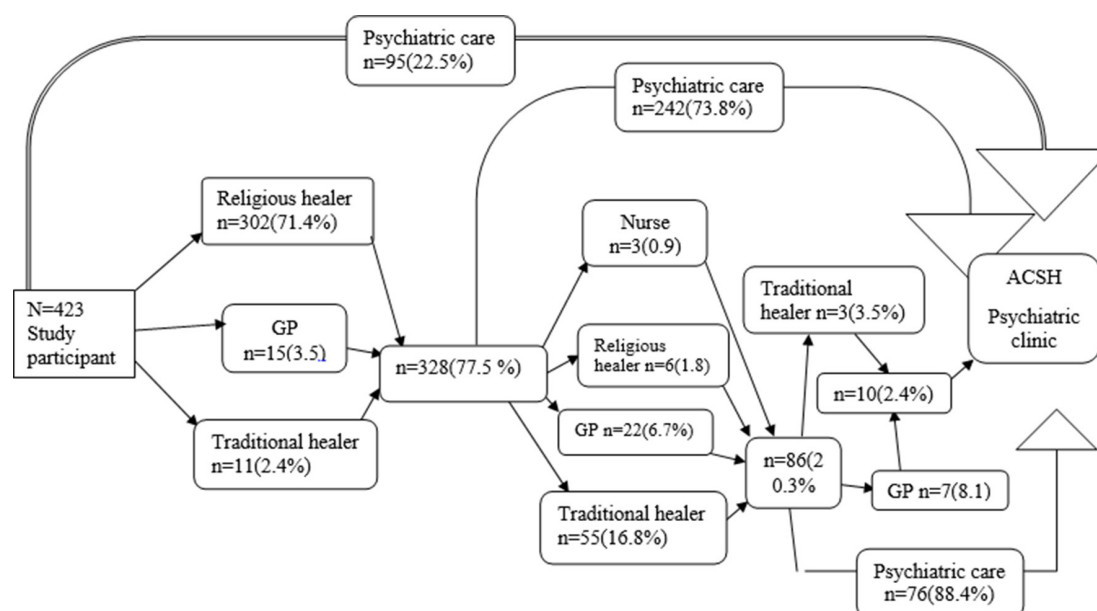 Psychiatric care
n=95(22.5%)
Psychiatric care
n=242(73.8%)
Religious healer
n=302(71.4%)
Nurse
n=3(0.9)
ACSH
Psychiatric
clinic
Traditional
healer n=3(3.5%)
N=423
Study
participant
GP
n=15(3.5)
Religious
healer n=6(1.8)
n=328(77.5 %)
n=10(2.4%)
GP n=22(6.7%)
Traditional healer
n=11(2.4%)
n=86(2
0.3%
GP n=7(8.1)
Traditional healer
n=55(16.8%)
Psychiatric care
n=76(88.4%)